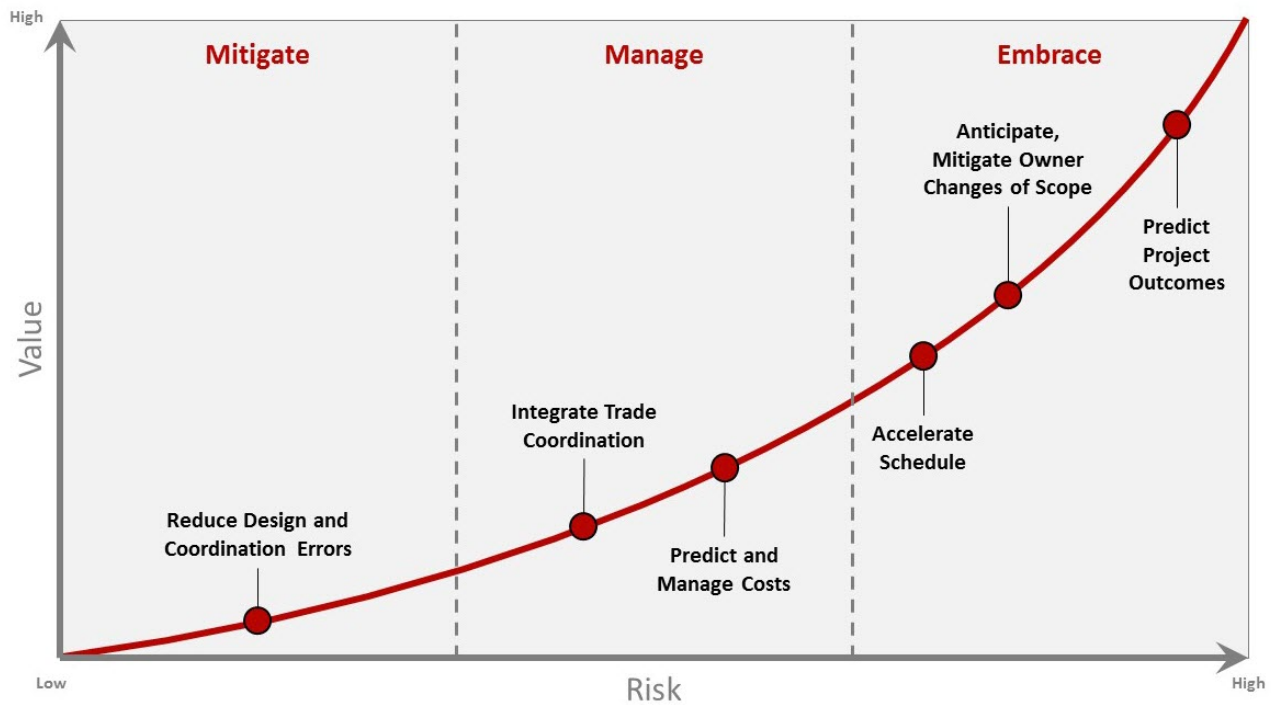 High
Mitigate
Manage
Embrace
Anticipate,
Mitigate Owner
Changes of Scope
Predict
Project
Outcomes
Value
Integrate Trade
Coordination
Accelerate
Schedule
Reduce Design and
Coordination Errors
Predict and
Manage Costs
Low
Risk
High